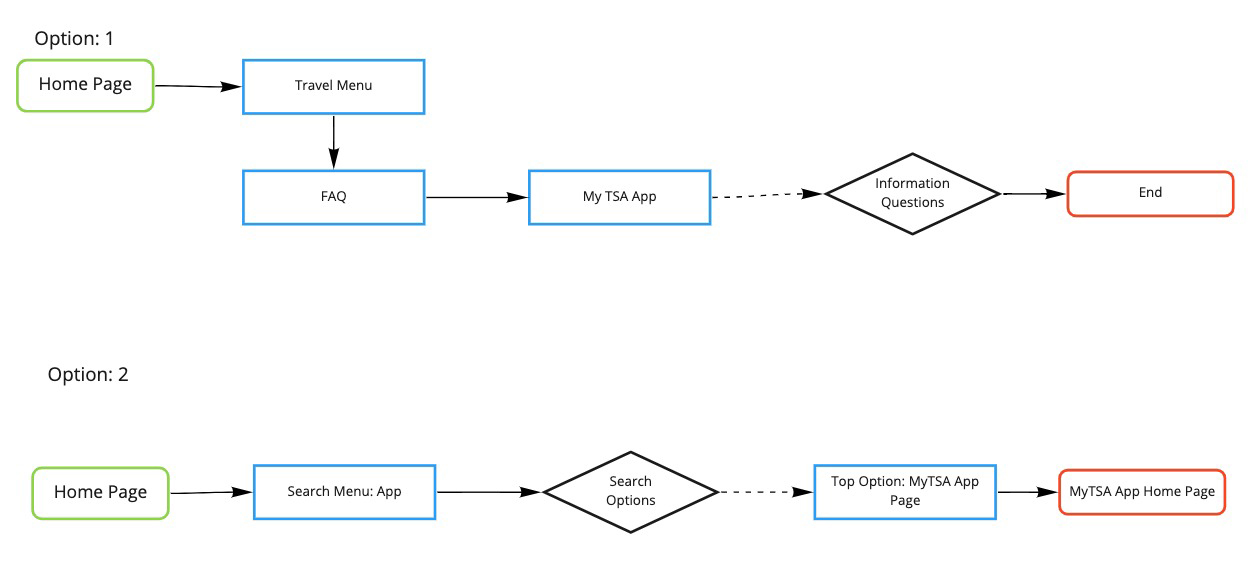 Option: 1
Home Page
Travel Menu
FAQ
My TSA App
Information
Questions
End
Option: 2
Home Page
Search Menu: App
Search
Options
Top Option: MyTSA App
Page
MyTSA App Home Page